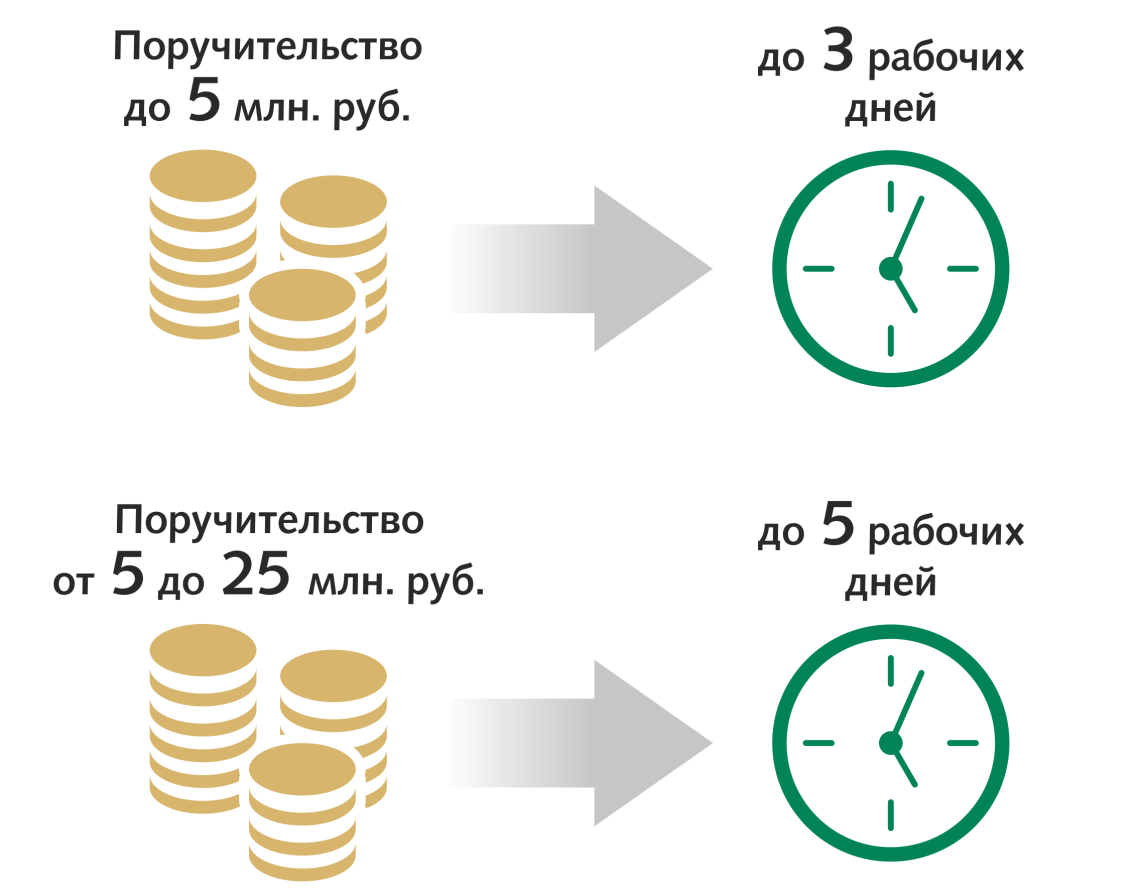 Поручительство
до 5 млн. руб.
до 3 рабочих
дней
Поручительство
от 5 до 25 млн. руб.
до 5 рабочих
дней